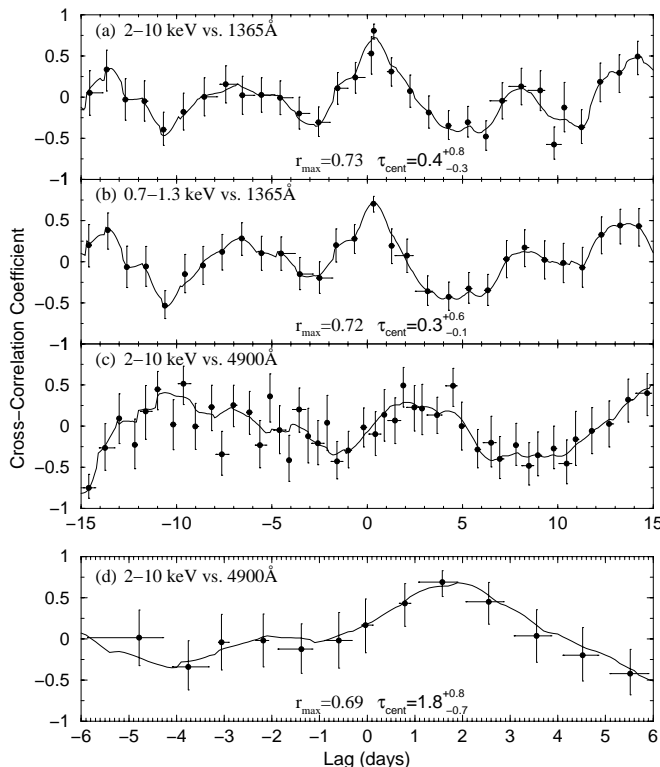 (a) 2−10 keV vs. 1365Å
1
0.5
0
−0.5
−1
r_max=0.73 τ_cent=0.4 +0.8 −0.3
(b) 0.7−1.3 keV vs. 1365Å
0.5
0
−0.5
1
r_max=0.72 τ_cent=0.3 +0.6 −0.1
(c) 2−10 keV vs. 4900Å
0.5
0
−0.5
−1
−15 −10 −5 0 5 10 15
Cross−Correlation Coefficient
(d) 2−10 keV vs. 4900Å
1
0.5
0
−0.5
−1
r_max=0.69 τ_cent=1.8 +0.8 −0.7
−6 −5 −4 −3 −2 −1 0 1 2 3 4 5 6
Lag (days)